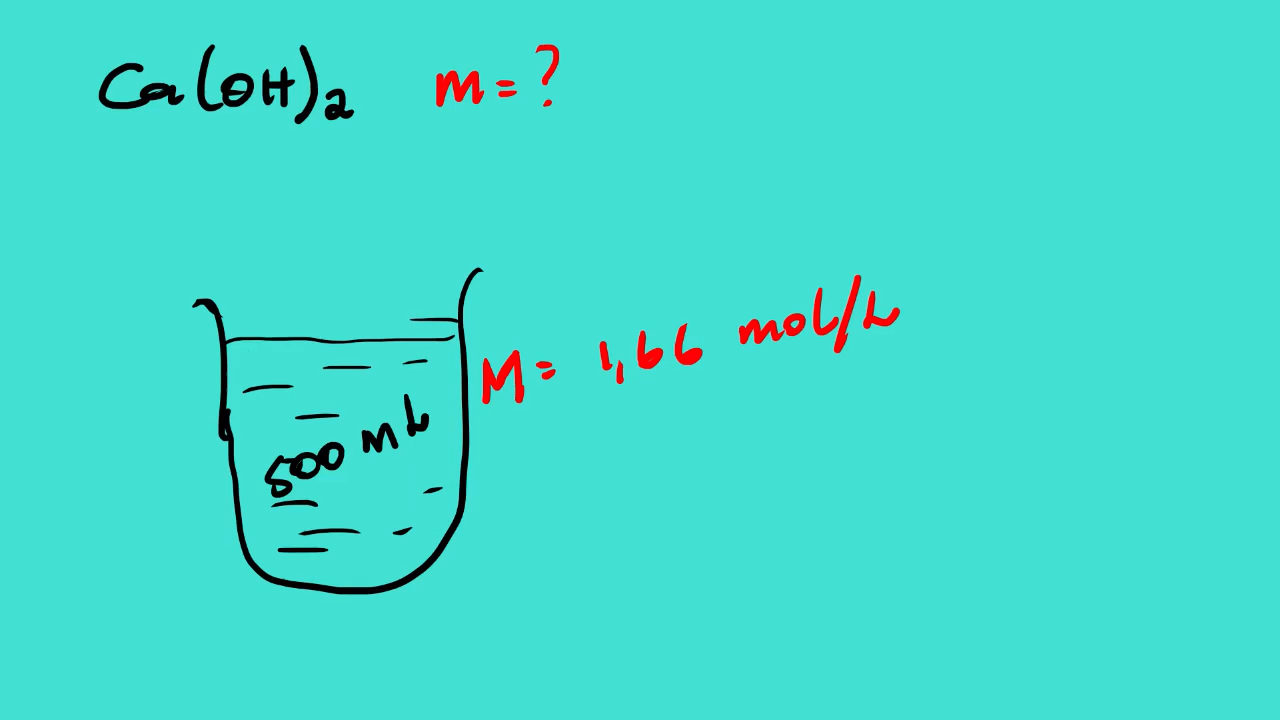 Ca(OH)₂ m = ?
M = 1,66 mol/L
500 mL